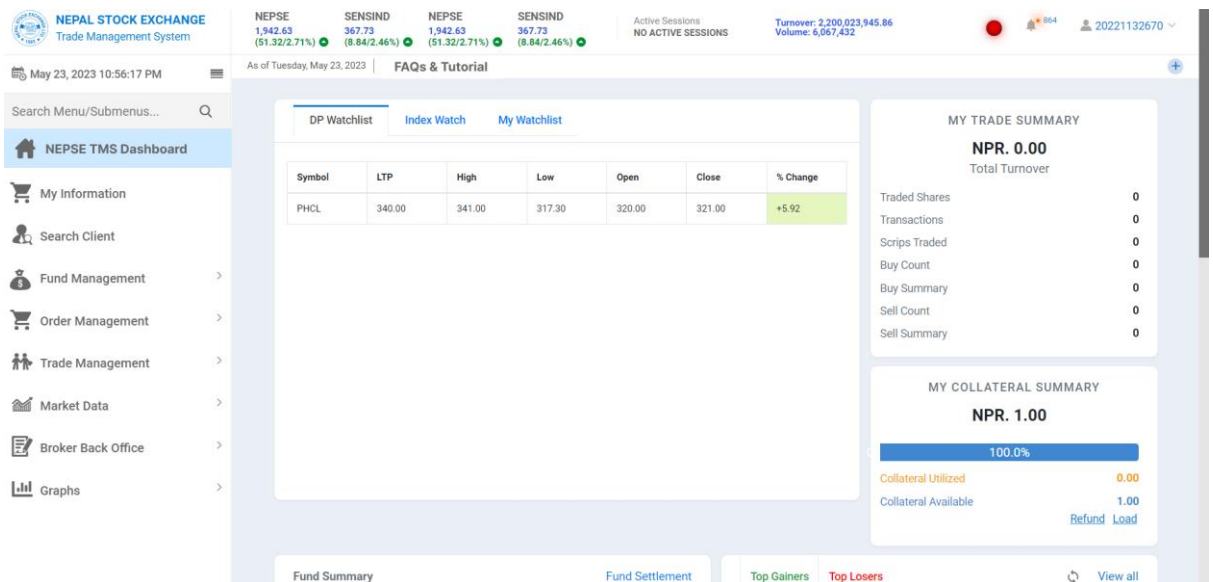 NEPAL STOCK EXCHANGE
Trade Management System
NEPSE
1,942.63
(51.32/2.71%)
SENSIND
367.73
(8.84/2.46%)
NEPSE
1,942.63
(51.32/2.71%)
SENSIND
367.73
(8.84/2.46%)
Active Sessions
NO ACTIVE SESSIONS
Turnover: 2,200,023,945.86
Volume: 6,067,432
864
20221132670
May 23, 2023 10:56:17 PM
As of Tuesday, May 23, 2023
FAQs & Tutorial
Search Menu/Submenus...
NEPSE TMS Dashboard
My Information
Search Client
Fund Management
Order Management
Trade Management
Market Data
Broker Back Office
Graphs
DP Watchlist Index Watch My Watchlist
Symbol LTP High Low Open Close % Change
PHCL 340.00 341.00 317.30 320.00 321.00 +5.92
MY TRADE SUMMARY
NPR. 0.00
Total Turnover
Traded Shares 0
Transactions 0
Scrips Traded 0
Buy Count 0
Buy Summary 0
Sell Count 0
Sell Summary 0
MY COLLATERAL SUMMARY
NPR. 1.00
100.0%
Collateral Utilized 0.00
Collateral Available 1.00
Refund Load
Fund Summary Fund Settlement
Top Gainers Top Losers View all